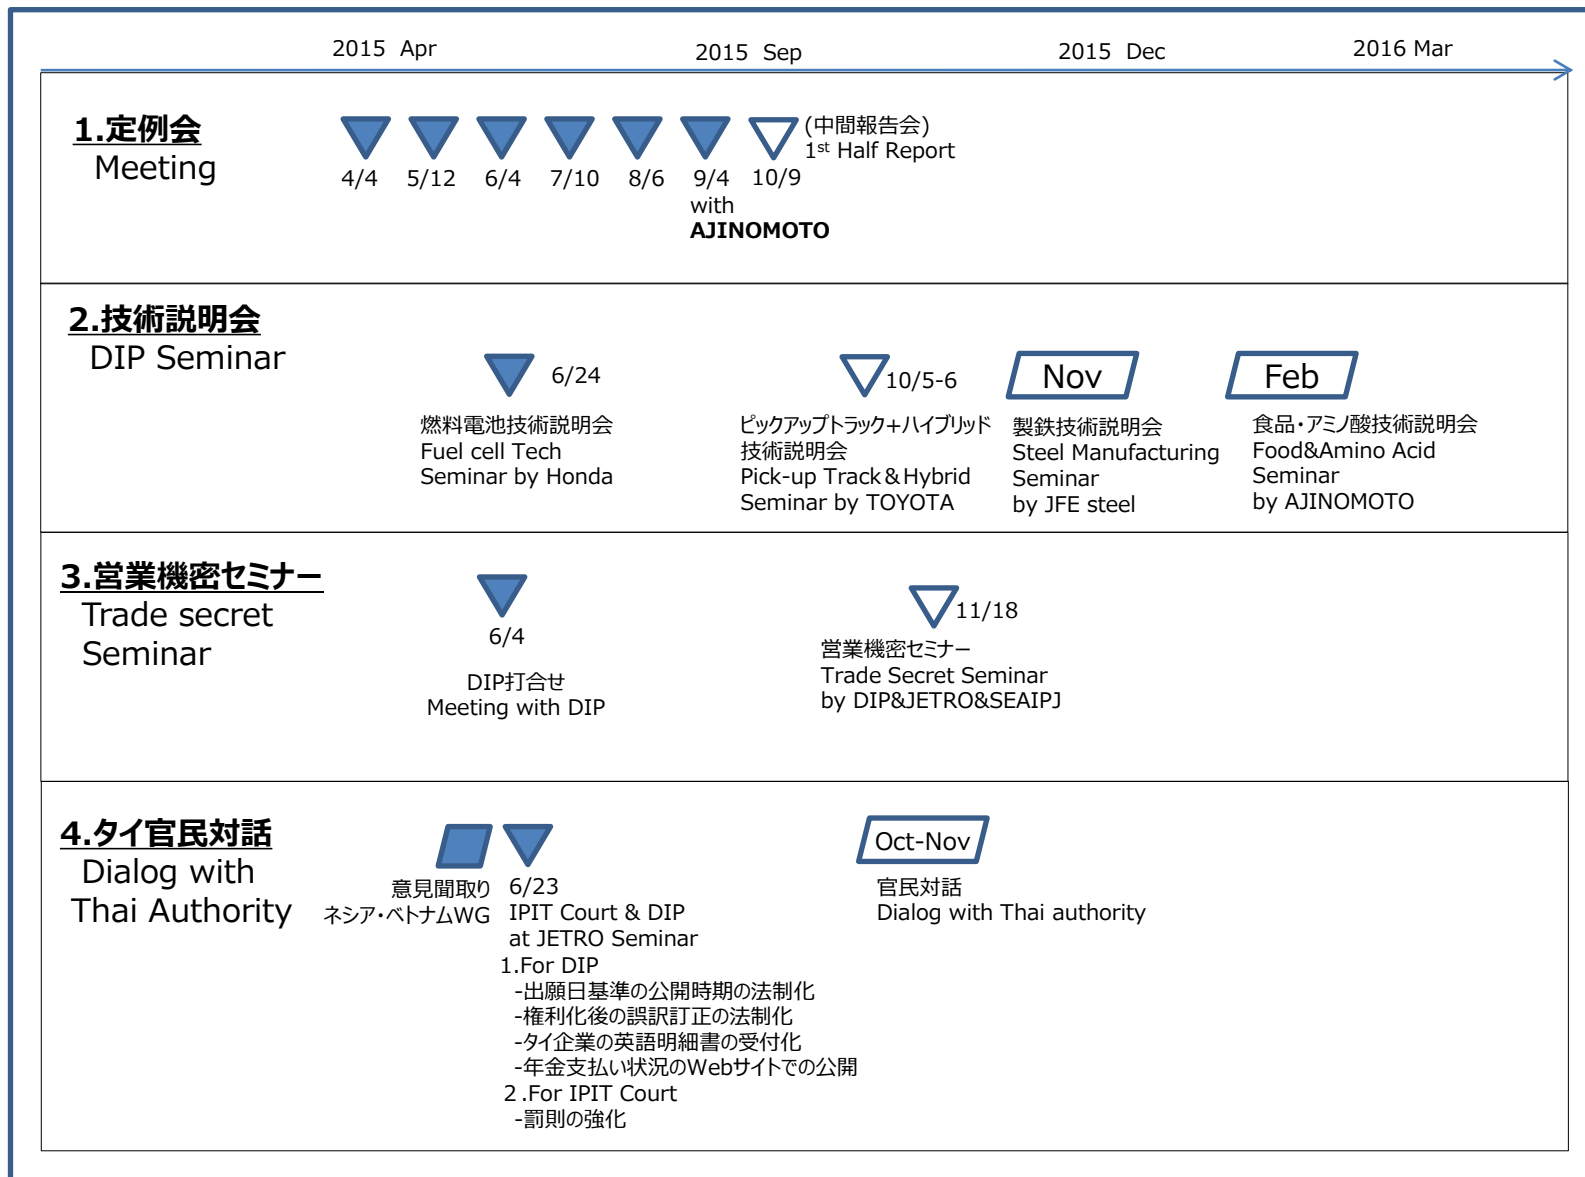 2015 Apr
2015 Sep
2015 Dec
2016 Mar
1.定例会
Meeting
4/4
5/12
6/4
7/10
8/6
9/4
with
AJINOMOTO
10/9
(中間報告会)
1st Half Report
2.技術説明会
DIP Seminar
6/24
燃料電池技術説明会
Fuel cell Tech
Seminar by Honda
10/5-6
ピックアップトラック+ハイブリッド
技術説明会
Pick-up Track＆Hybrid
Seminar by TOYOTA
Nov
製鉄技術説明会
Steel Manufacturing
Seminar
by JFE steel
Feb
食品・アミノ酸技術説明会
Food&Amino Acid
Seminar
by AJINOMOTO
3.営業機密セミナー
Trade secret
Seminar
6/4
DIP打合せ
Meeting with DIP
11/18
営業機密セミナー
Trade Secret Seminar
by DIP&JETRO&SEAIPJ
4.タイ官民対話
Dialog with
Thai Authority
意見聞取り
ネシア・ベトナムWG
6/23
IPIT Court & DIP
at JETRO Seminar
1.For DIP
-出願日基準の公開時期の法制化
-権利化後の誤訳訂正の法制化
-タイ企業の英語明細書の受付化
-年金支払い状況のWebサイトでの公開
２.For IPIT Court
-罰則の強化
Oct-Nov
官民対話
Dialog with Thai authority